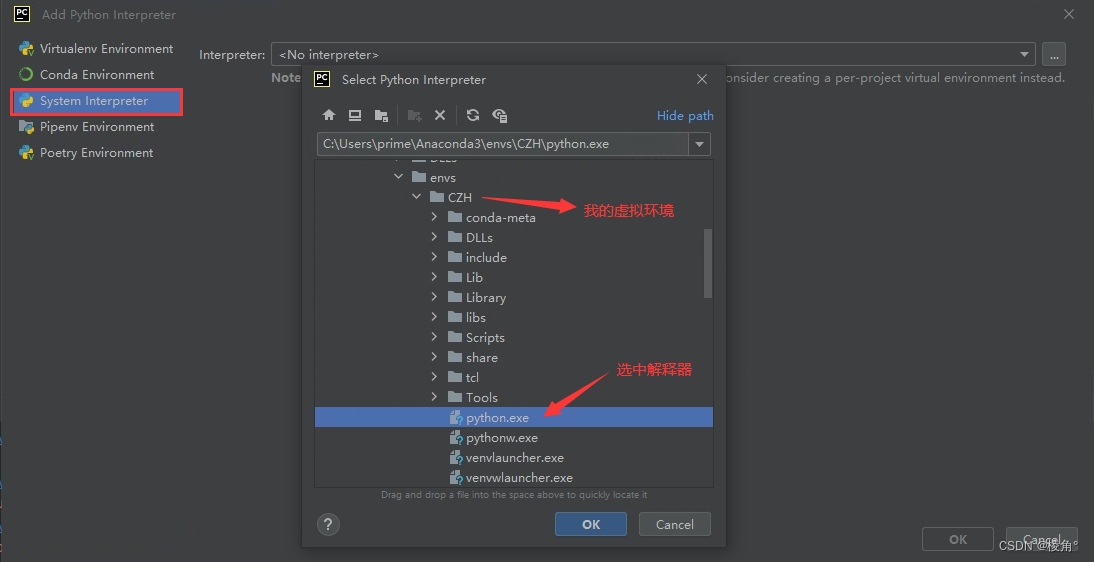 Add Python Interpreter
Virtualenv Environment
Conda Environment
System Interpreter
Pipenv Environment
Poetry Environment
Interpreter: <No interpreter> ...
Note
onsider creating a per-project virtual environment instead.
Select Python Interpreter
Hide path
C:\Users\prime\Anaconda3\envs\CZH\python.exe
DLLs
envs
CZH
我的虚拟环境
conda-meta
DLLs
include
Lib
Library
libs
Scripts
share
选中解释器
tcl
Tools
python.exe
pythonw.exe
venvlauncher.exe
venvwlauncher.exe
Drag and drop a file into the space above to quickly locate it
? OK Cancel
OK Cancel
CSDN @棱角°